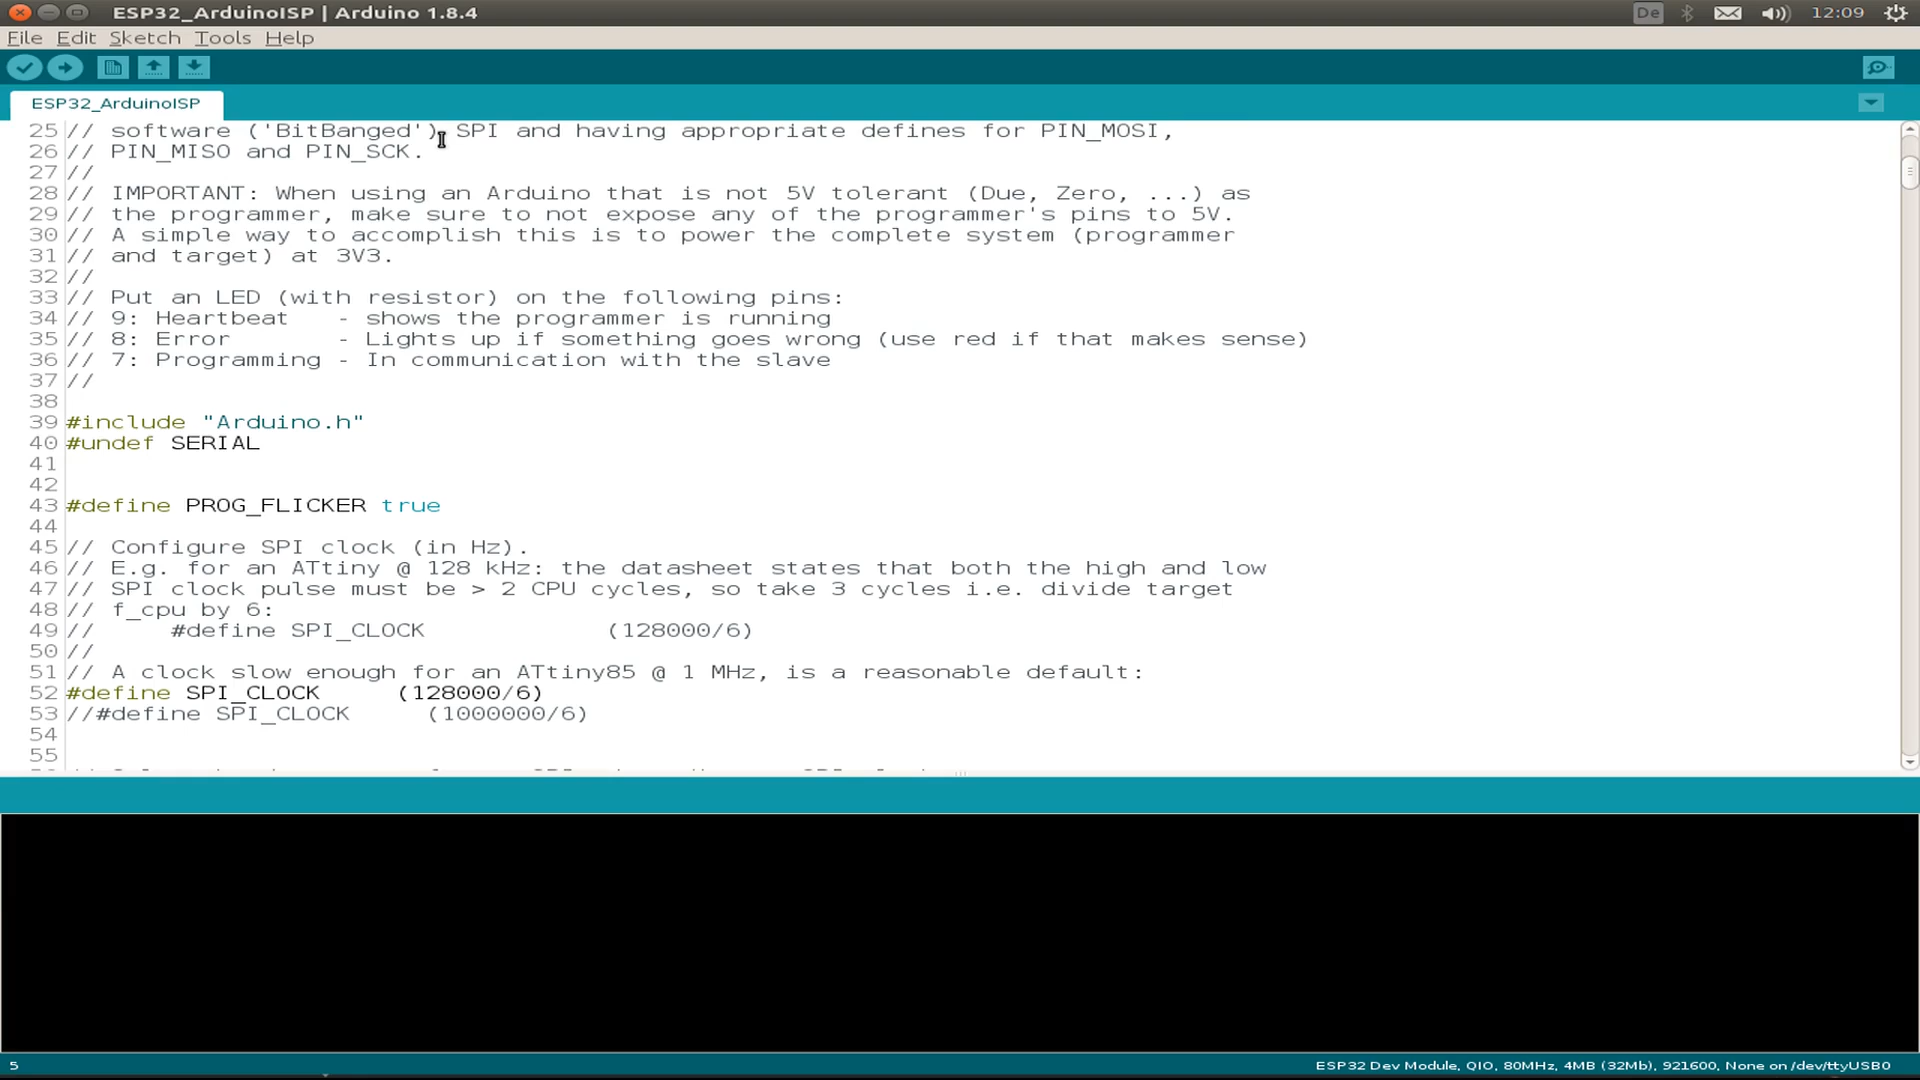 ESP32_ArduinoISP | Arduino 1.8.4
De
12:09
File Edit Sketch Tools Help
ESP32_ArduinoISP
25 // software ('BitBanged') SPI and having appropriate defines for PIN_MOSI,
26 // PIN_MISO and PIN_SCK.
27 //
28 // IMPORTANT: When using an Arduino that is not 5V tolerant (Due, Zero, ...) as
29 // the programmer, make sure to not expose any of the programmer's pins to 5V.
30 // A simple way to accomplish this is to power the complete system (programmer
31 // and target) at 3V3.
32 //
33 // Put an LED (with resistor) on the following pins:
34 // 9: Heartbeat   - shows the programmer is running
35 // 8: Error       - Lights up if something goes wrong (use red if that makes sense)
36 // 7: Programming - In communication with the slave
37 //
38
39 #include "Arduino.h"
40 #undef SERIAL
41
42
43 #define PROG_FLICKER true
44
45 // Configure SPI clock (in Hz).
46 // E.g. for an ATtiny @ 128 kHz: the datasheet states that both the high and low
47 // SPI clock pulse must be > 2 CPU cycles, so take 3 cycles i.e. divide target
48 // f_cpu by 6:
49 //     #define SPI_CLOCK            (128000/6)
50 //
51 // A clock slow enough for an ATtiny85 @ 1 MHz, is a reasonable default:
52 #define SPI_CLOCK     (128000/6)
53 //#define SPI_CLOCK     (1000000/6)
54
55
5
ESP32 Dev Module, QIO, 80MHz, 4MB (32Mb), 921600, None on /dev/ttyUSB0